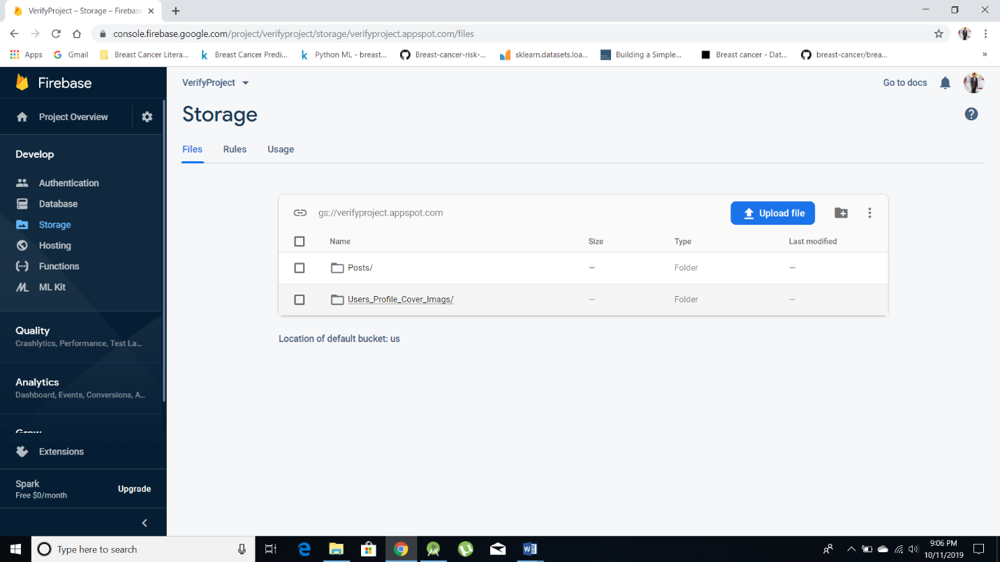 VerifyProject – Storage – Firebase
console.firebase.google.com/project/verifyproject/storage/verifyproject.appspot.com/files
Apps Gmail Breast Cancer Litera... Breast Cancer Predi... Python ML - breast... Breast-cancer-risk-... sklearn.datasets.loa... Building a Simple... Breast cancer - Dat... breast-cancer/brea... »
Firebase
Project Overview
Develop
Authentication
Database
Storage
Hosting
Functions
ML Kit
Quality
Crashlytics, Performance, Test La...
Analytics
Dashboard, Events, Conversions, A...
Grow
Extensions
Spark
Free $0/month
Upgrade
VerifyProject
Go to docs
Storage
Files Rules Usage
gs://verifyproject.appspot.com
Upload file
Name Size Type Last modified
Posts/ — Folder —
Users_Profile_Cover_Imags/ — Folder —
Location of default bucket: us
Type here to search
9:06 PM
10/11/2019